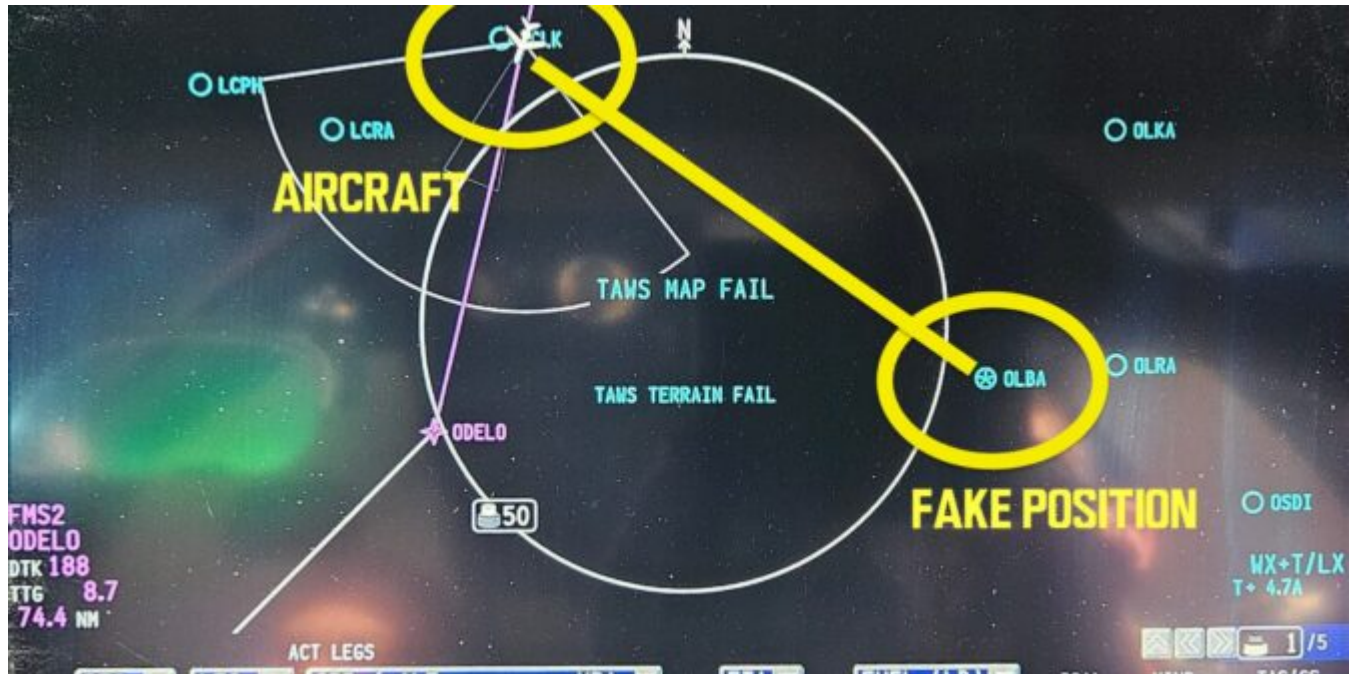 CLK
N
LCPH
LCRA
OLKA
AIRCRAFT
TAWS MAP FAIL
OLRA
OLBA
TAWS TERRAIN FAIL
ODELO
50
FAKE POSITION
OSDI
FMS2
ODELO
DTK 188
TTG 8.7
74.4 NM
WX+T/LX
T+ 4.7A
1 /5
ACT LEGS